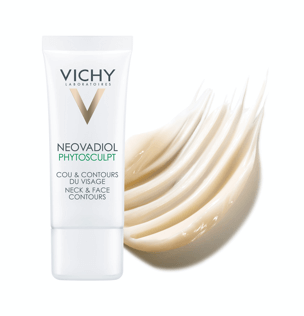 VICHY
LABORATOIRES
NEOVADIOL
PHYTOSCULPT
COU & CONTOURS
DU VISAGE
NECK & FACE
CONTOURS